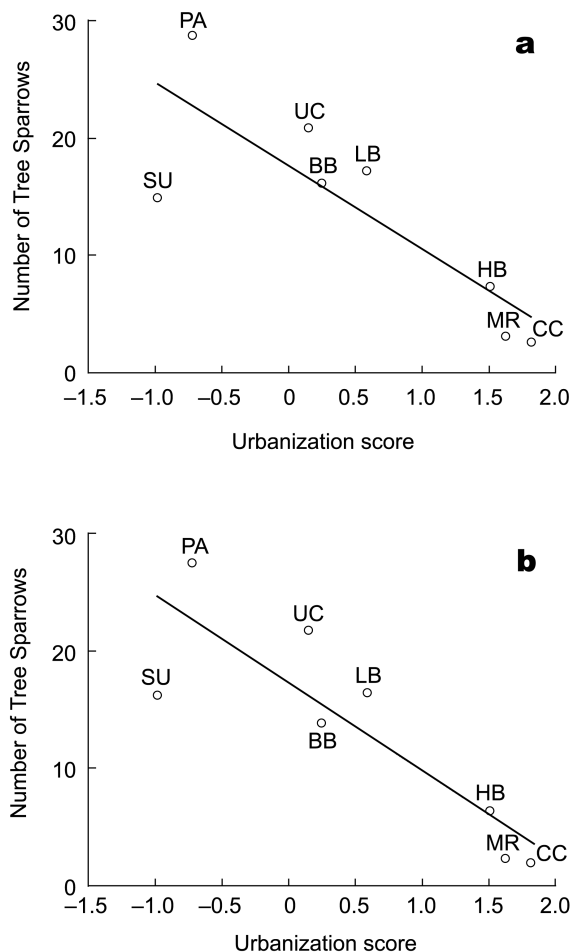 a
Number of Tree Sparrows
30
20
10
0
PA
UC
LB
BB
SU
HB
MR
CC
–1.5 –1.0 –0.5 0 0.5 1.0 1.5 2.0
Urbanization score
b
Number of Tree Sparrows
30
20
10
0
PA
UC
SU
LB
BB
HB
MR
CC
–1.5 –1.0 –0.5 0 0.5 1.0 1.5 2.0
Urbanization score